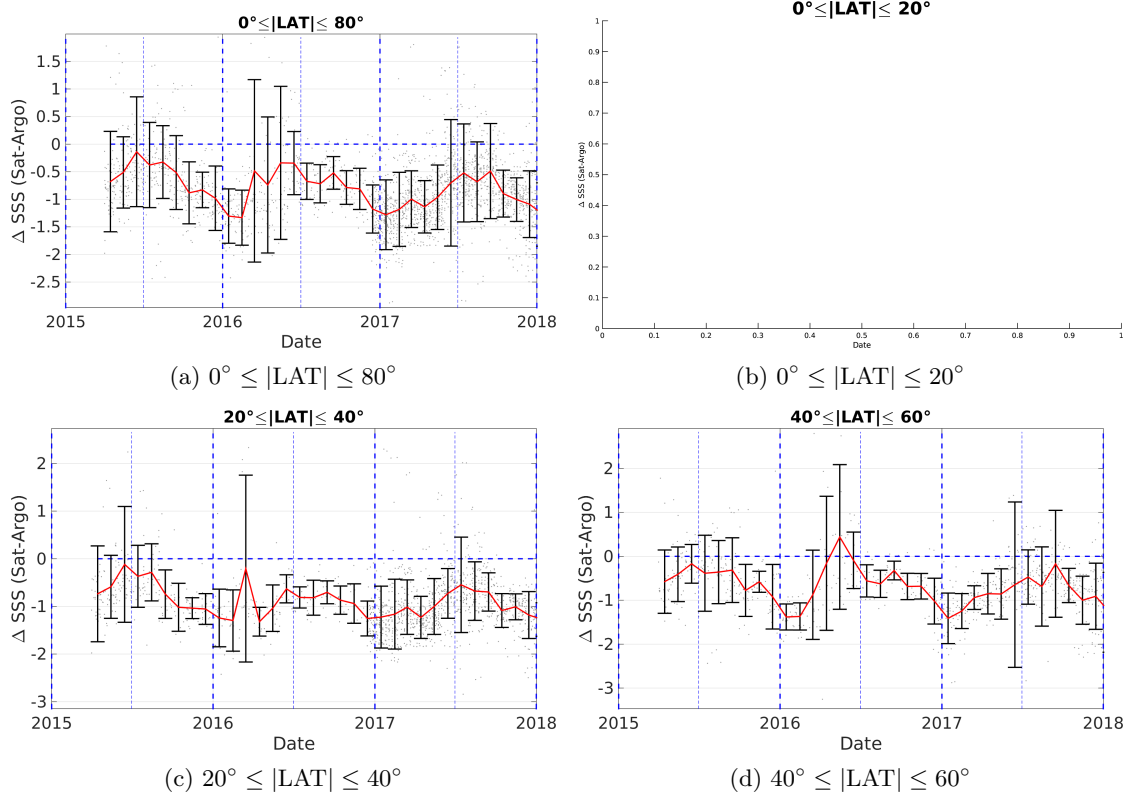 0°≤|LAT|≤ 80°
Δ SSS (Sat-Argo)
1.5
1
0.5
0
-0.5
-1
-1.5
-2
-2.5
2015 2016 2017 2018
Date
(a) 0° ≤ |LAT| ≤ 80°
0°≤|LAT|≤ 20°
Δ SSS (Sat-Argo)
1
0.9
0.8
0.7
0.6
0.5
0.4
0.3
0.2
0.1
0
0 0.1 0.2 0.3 0.4 0.5 0.6 0.7 0.8 0.9 1
Date
(b) 0° ≤ |LAT| ≤ 20°
20°≤|LAT|≤ 40°
Δ SSS (Sat-Argo)
2
1
0
-1
-2
-3
2015 2016 2017 2018
Date
(c) 20° ≤ |LAT| ≤ 40°
40°≤|LAT|≤ 60°
Δ SSS (Sat-Argo)
2
1
0
-1
-2
-3
2015 2016 2017 2018
Date
(d) 40° ≤ |LAT| ≤ 60°